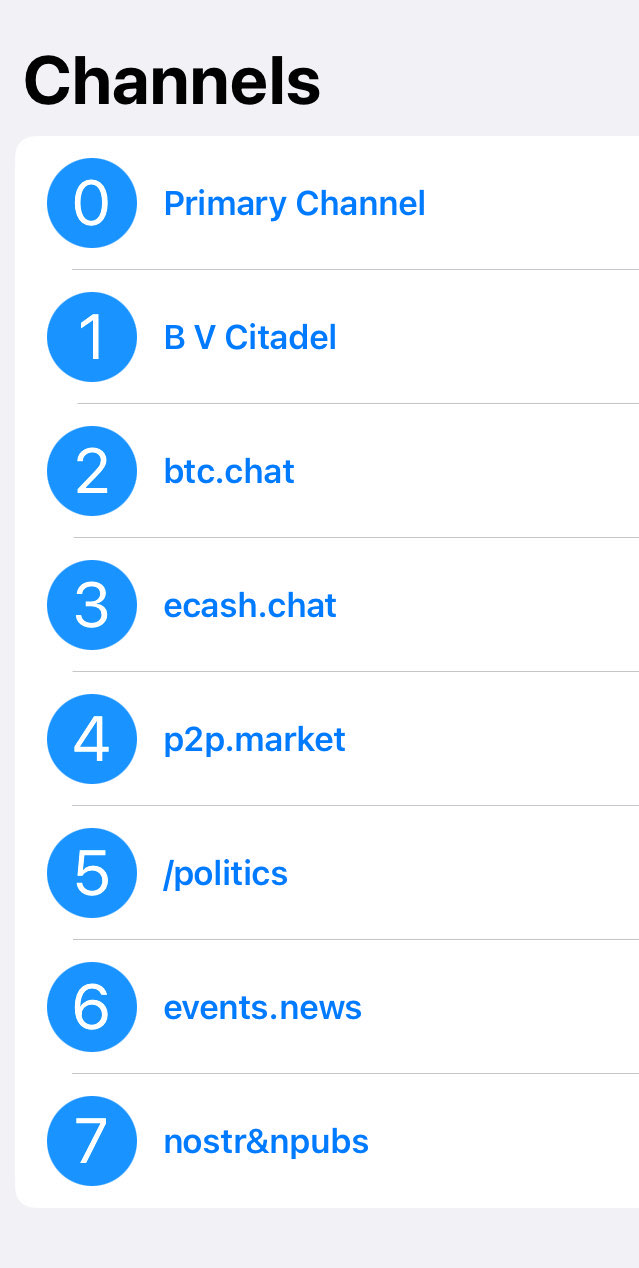 Channels
0 Primary Channel
1 B V Citadel
2 btc.chat
3 ecash.chat
4 p2p.market
5 /politics
6 events.news
7 nostr&npubs